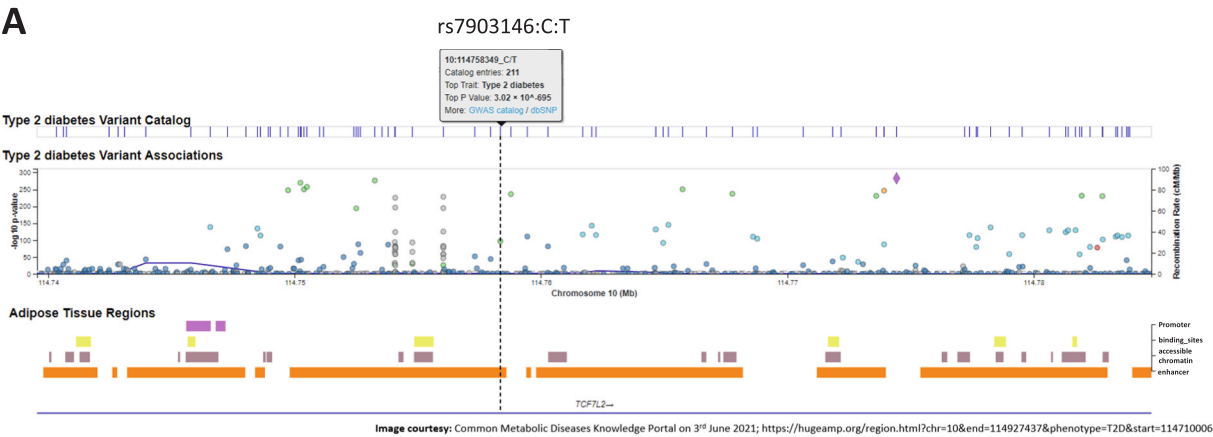 A
rs7903146:C:T
10:114758349_C/T
Catalog entries: 211
Top Trait: Type 2 diabetes
Top P Value: 3.02 × 10^-695
More: GWAS catalog / dbSNP
Type 2 diabetes Variant Catalog
Type 2 diabetes Variant Associations
300
250
200
150
100
50
0
-log10 p-value
100
80
60
40
20
0
Recombination Rate (cM/Mb)
114.74 114.75 114.76 114.77 114.78
Chromosome 10 (Mb)
Adipose Tissue Regions
Promoter
binding_sites
accessible
chromatin
enhancer
TCF7L2→
Image courtesy: Common Metabolic Diseases Knowledge Portal on 3rd June 2021; https://hugeamp.org/region.html?chr=10&end=114927437&phenotype=T2D&start=114710006